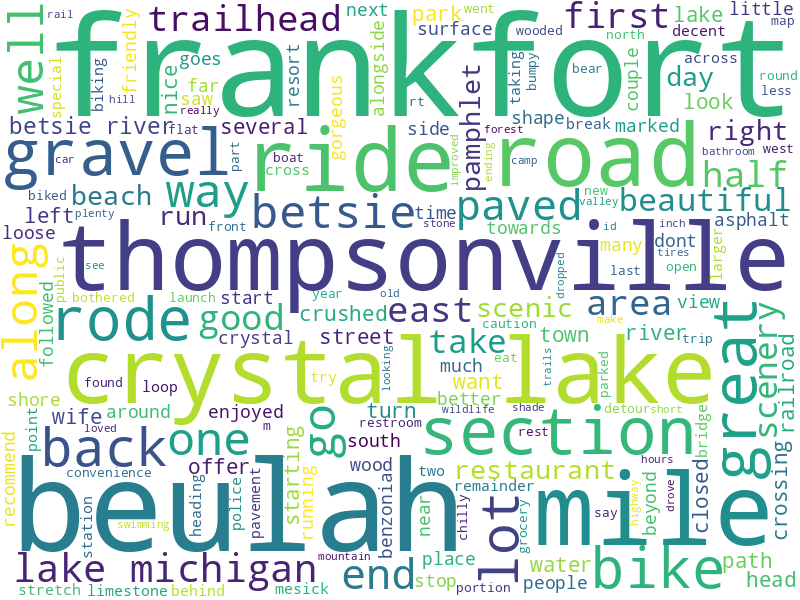 rail
trailhead
next
park
went
wooded
first
lake
little
map
well
frankfort
special
biking
friendly
nice
goes
far
saw
resort
alongside
surface
north
across
decent
hill
really
rt
taking
bumpy
bear
couple
day
look
round
less
betsie river
flat
several
gorgeous
side
pamphlet
forest
shape
break
marked
right
west
gravel
car
part
boat
cross
ride
improved
ending
camp
road
bathroom
half
biked
plenty
beach
way
betsie
paved
new
valley
beautiful
loose
left
run
front
time
stone
towards
id
inch
dont
asphalt
along
public
see
thompsonville
dropped
many
last
tires
open
larger
followed
bothered
launch
start
year
old
east
scenic
area
view
rode
good
crushed
caution
make
great
scenery
crystal
street
take
town
river
trip
railroad
shore
found
loop
try
crystal lake
looking
much
want
better
eat
trails
parked
wife
around
enjoyed
m
turn
restroom
wildlife
shade
detour
short
bridge
point
loved
back
one
go
south
rest
section
closed
crossing
recommend
convenience
offer
starting
running
wood
two
restaurant
remainder
beyond
hours
station
beulah
heading
police
pavement
benzonia
near
chilly
lot
grocery
say
mile
highway
drove
swimming
lake michigan
mountain
end
place
stop
water
people
bike
path
head
stretch
limestone
behind
mesick
portion